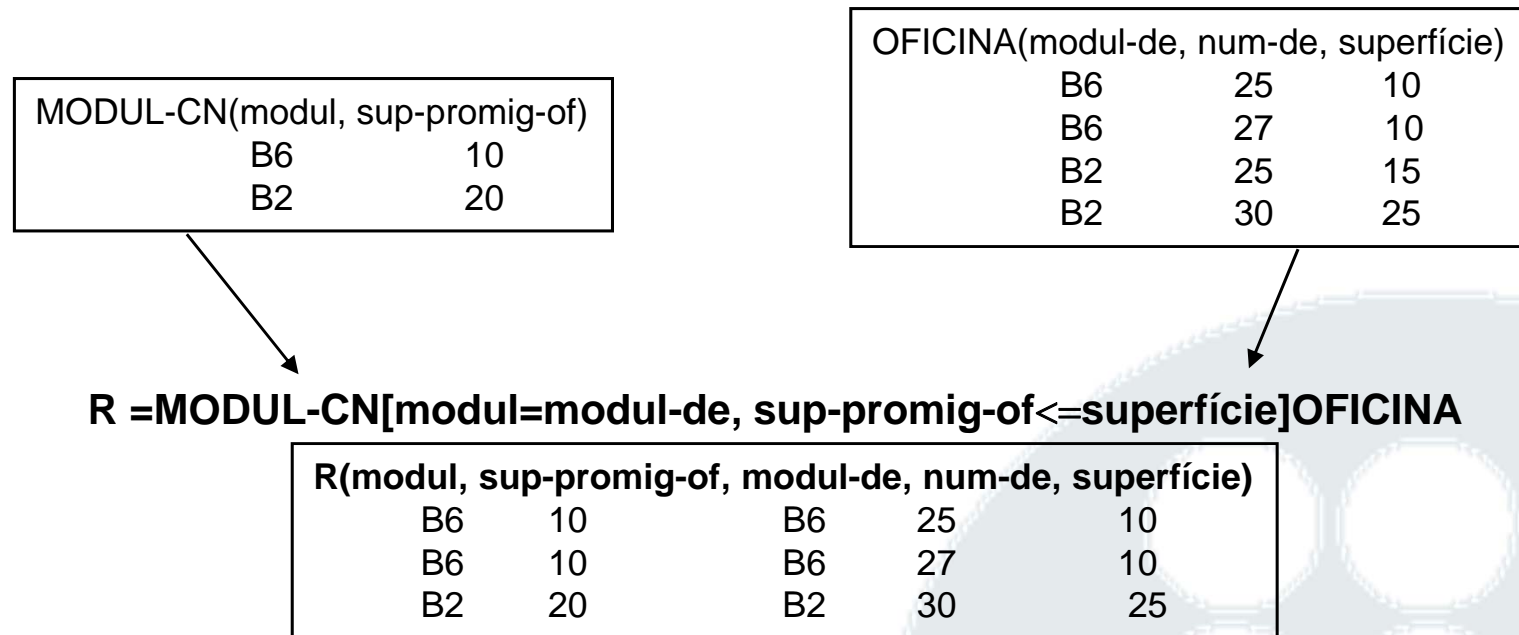 MODUL-CN(modul, sup-promig-of)
B6 10
B2 20
OFICINA(modul-de, num-de, superfície)
B6 25 10
B6 27 10
B2 25 15
B2 30 25
R =MODUL-CN[modul=modul-de, sup-promig-of<=superfície]OFICINA
R(modul, sup-promig-of, modul-de, num-de, superfície)
B6 10 B6 25 10
B6 10 B6 27 10
B2 20 B2 30 25